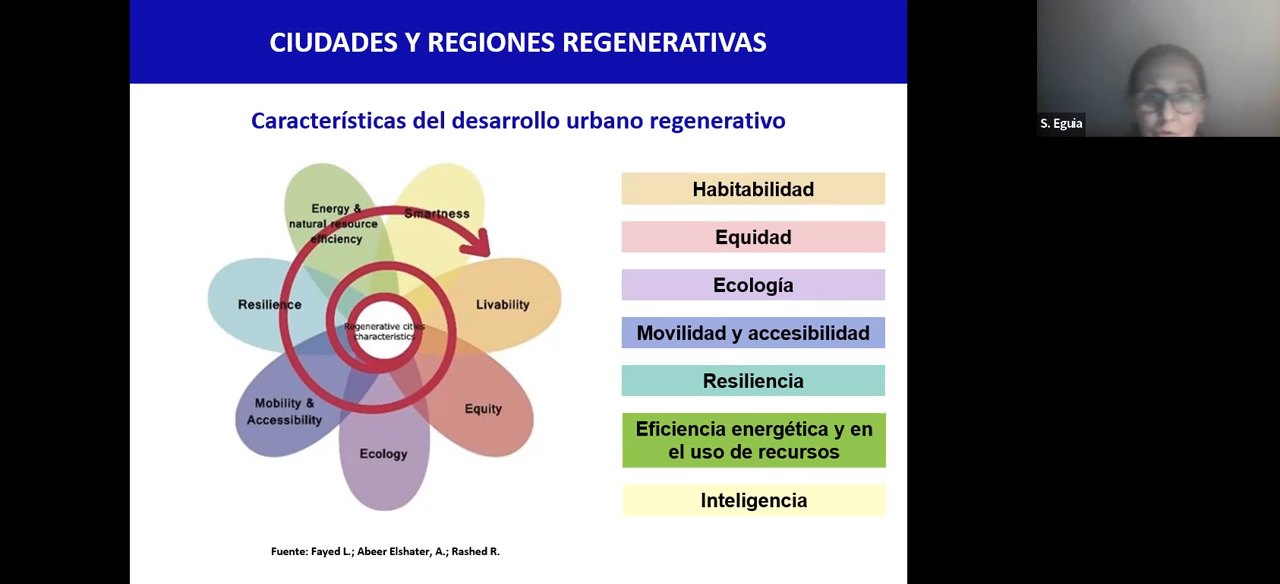 CIUDADES Y REGIONES REGENERATIVAS
Características del desarrollo urbano regenerativo
Energy &
natural resource
efficiency
Smartness
Resilience
Livability
Regenerative cities
characteristics
Mobility &
Accessibility
Equity
Ecology
Habitabilidad
Equidad
Ecología
Movilidad y accesibilidad
Resiliencia
Eficiencia energética y en
el uso de recursos
Inteligencia
Fuente: Fayed L.; Abeer Elshater, A.; Rashed R.
S. Eguia